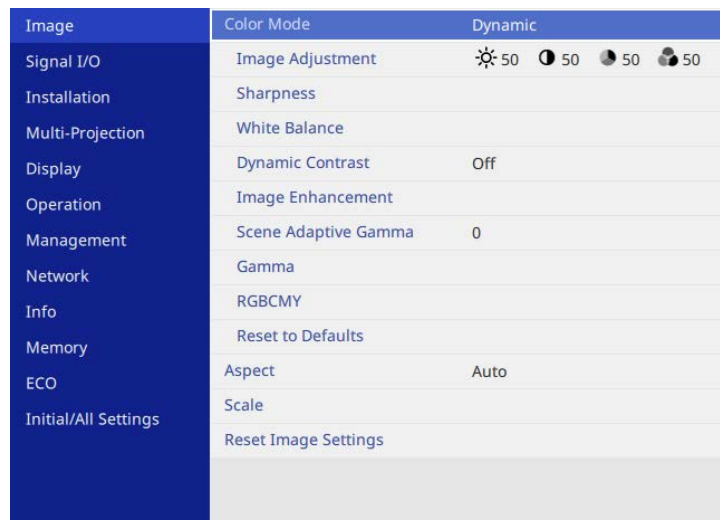 Image
Signal I/O
Installation
Multi-Projection
Display
Operation
Management
Network
Info
Memory
ECO
Initial/All Settings
Color Mode Dynamic
Image Adjustment 50 50 50 50
Sharpness
White Balance
Dynamic Contrast Off
Image Enhancement
Scene Adaptive Gamma 0
Gamma
RGBCMY
Reset to Defaults
Aspect Auto
Scale
Reset Image Settings